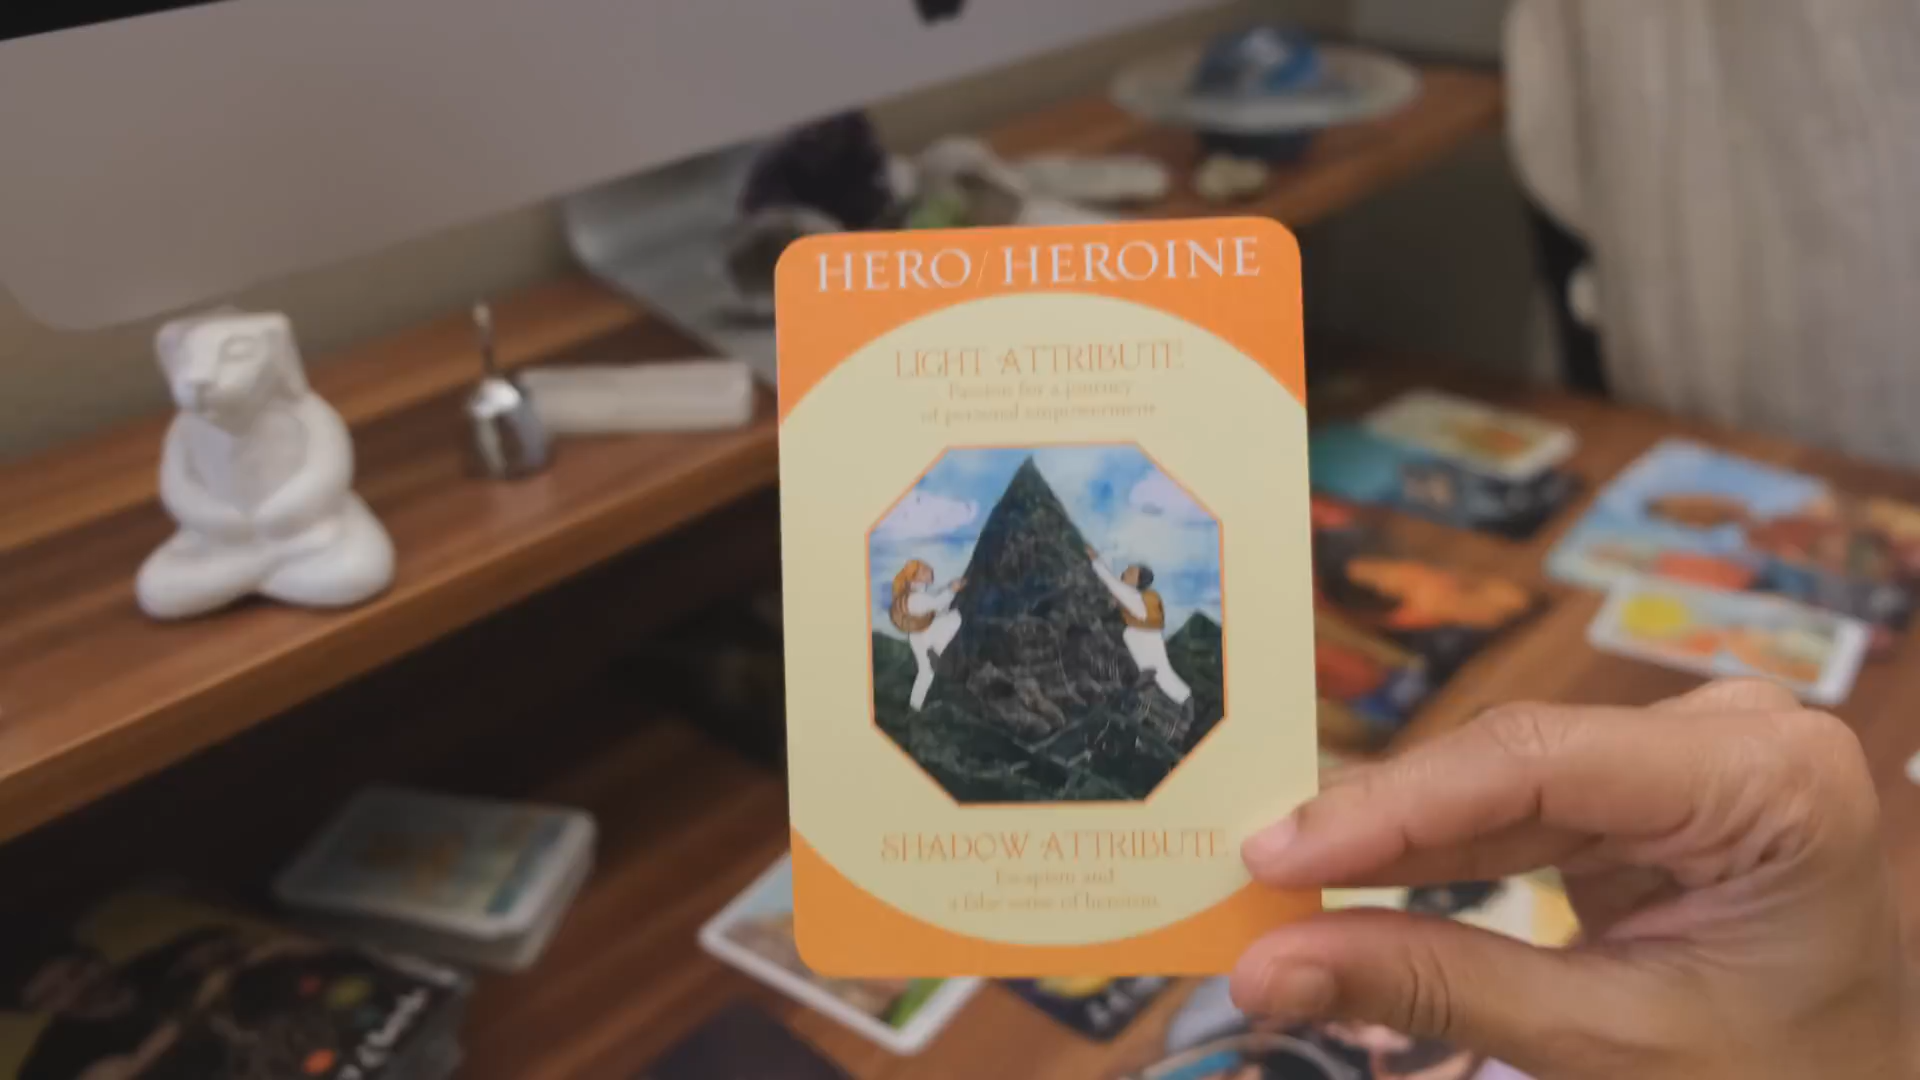 HERO/HEROINE
LIGHT ATTRIBUTE
Passion for a journey
of personal empowerment
SHADOW ATTRIBUTE
Escapism and
a false sense of heroism